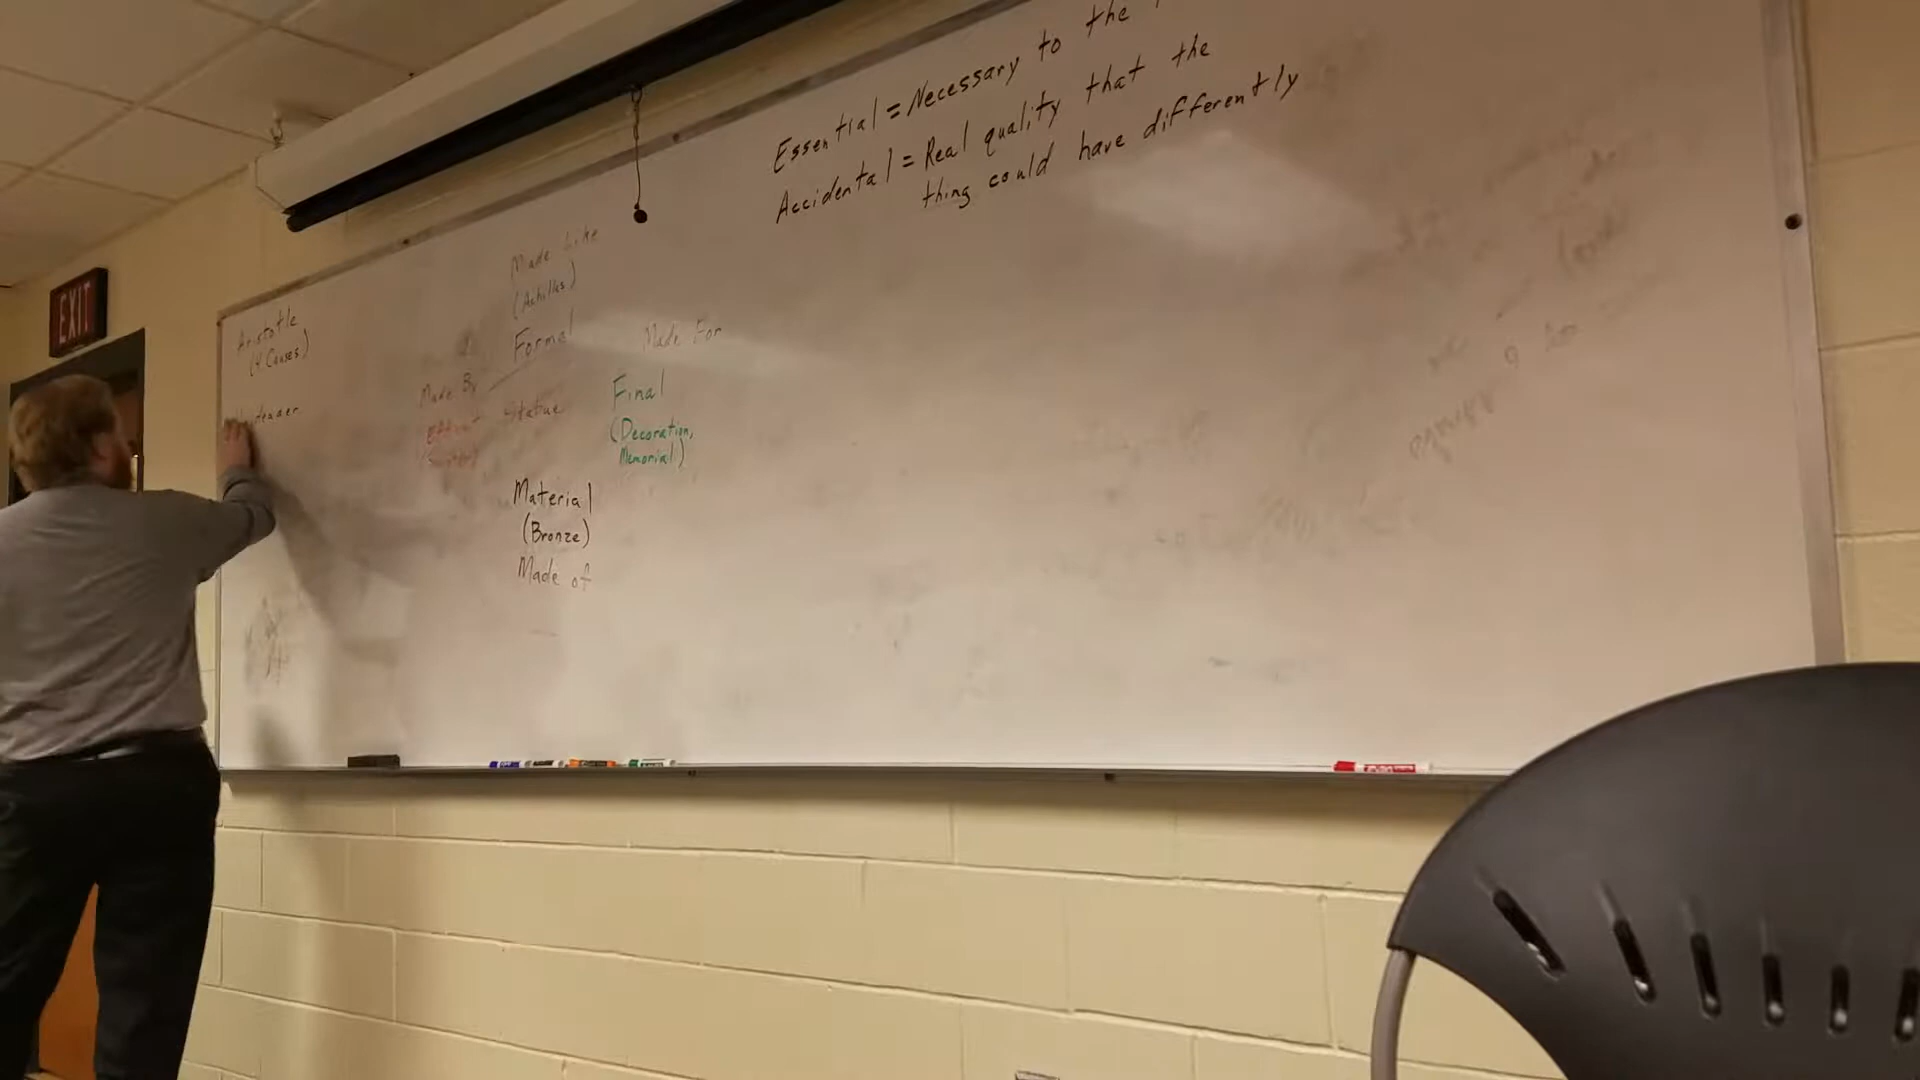 EXIT
Essential = Necessary to the
Accidental = Real quality that the
thing could have differently
Aristotle
(4 Causes)
Made Like
(Achilles)
Formal
Made For
Final
(Decoration,
Memorial)
Made By
Efficient
Statue
Material
(Bronze)
Made of